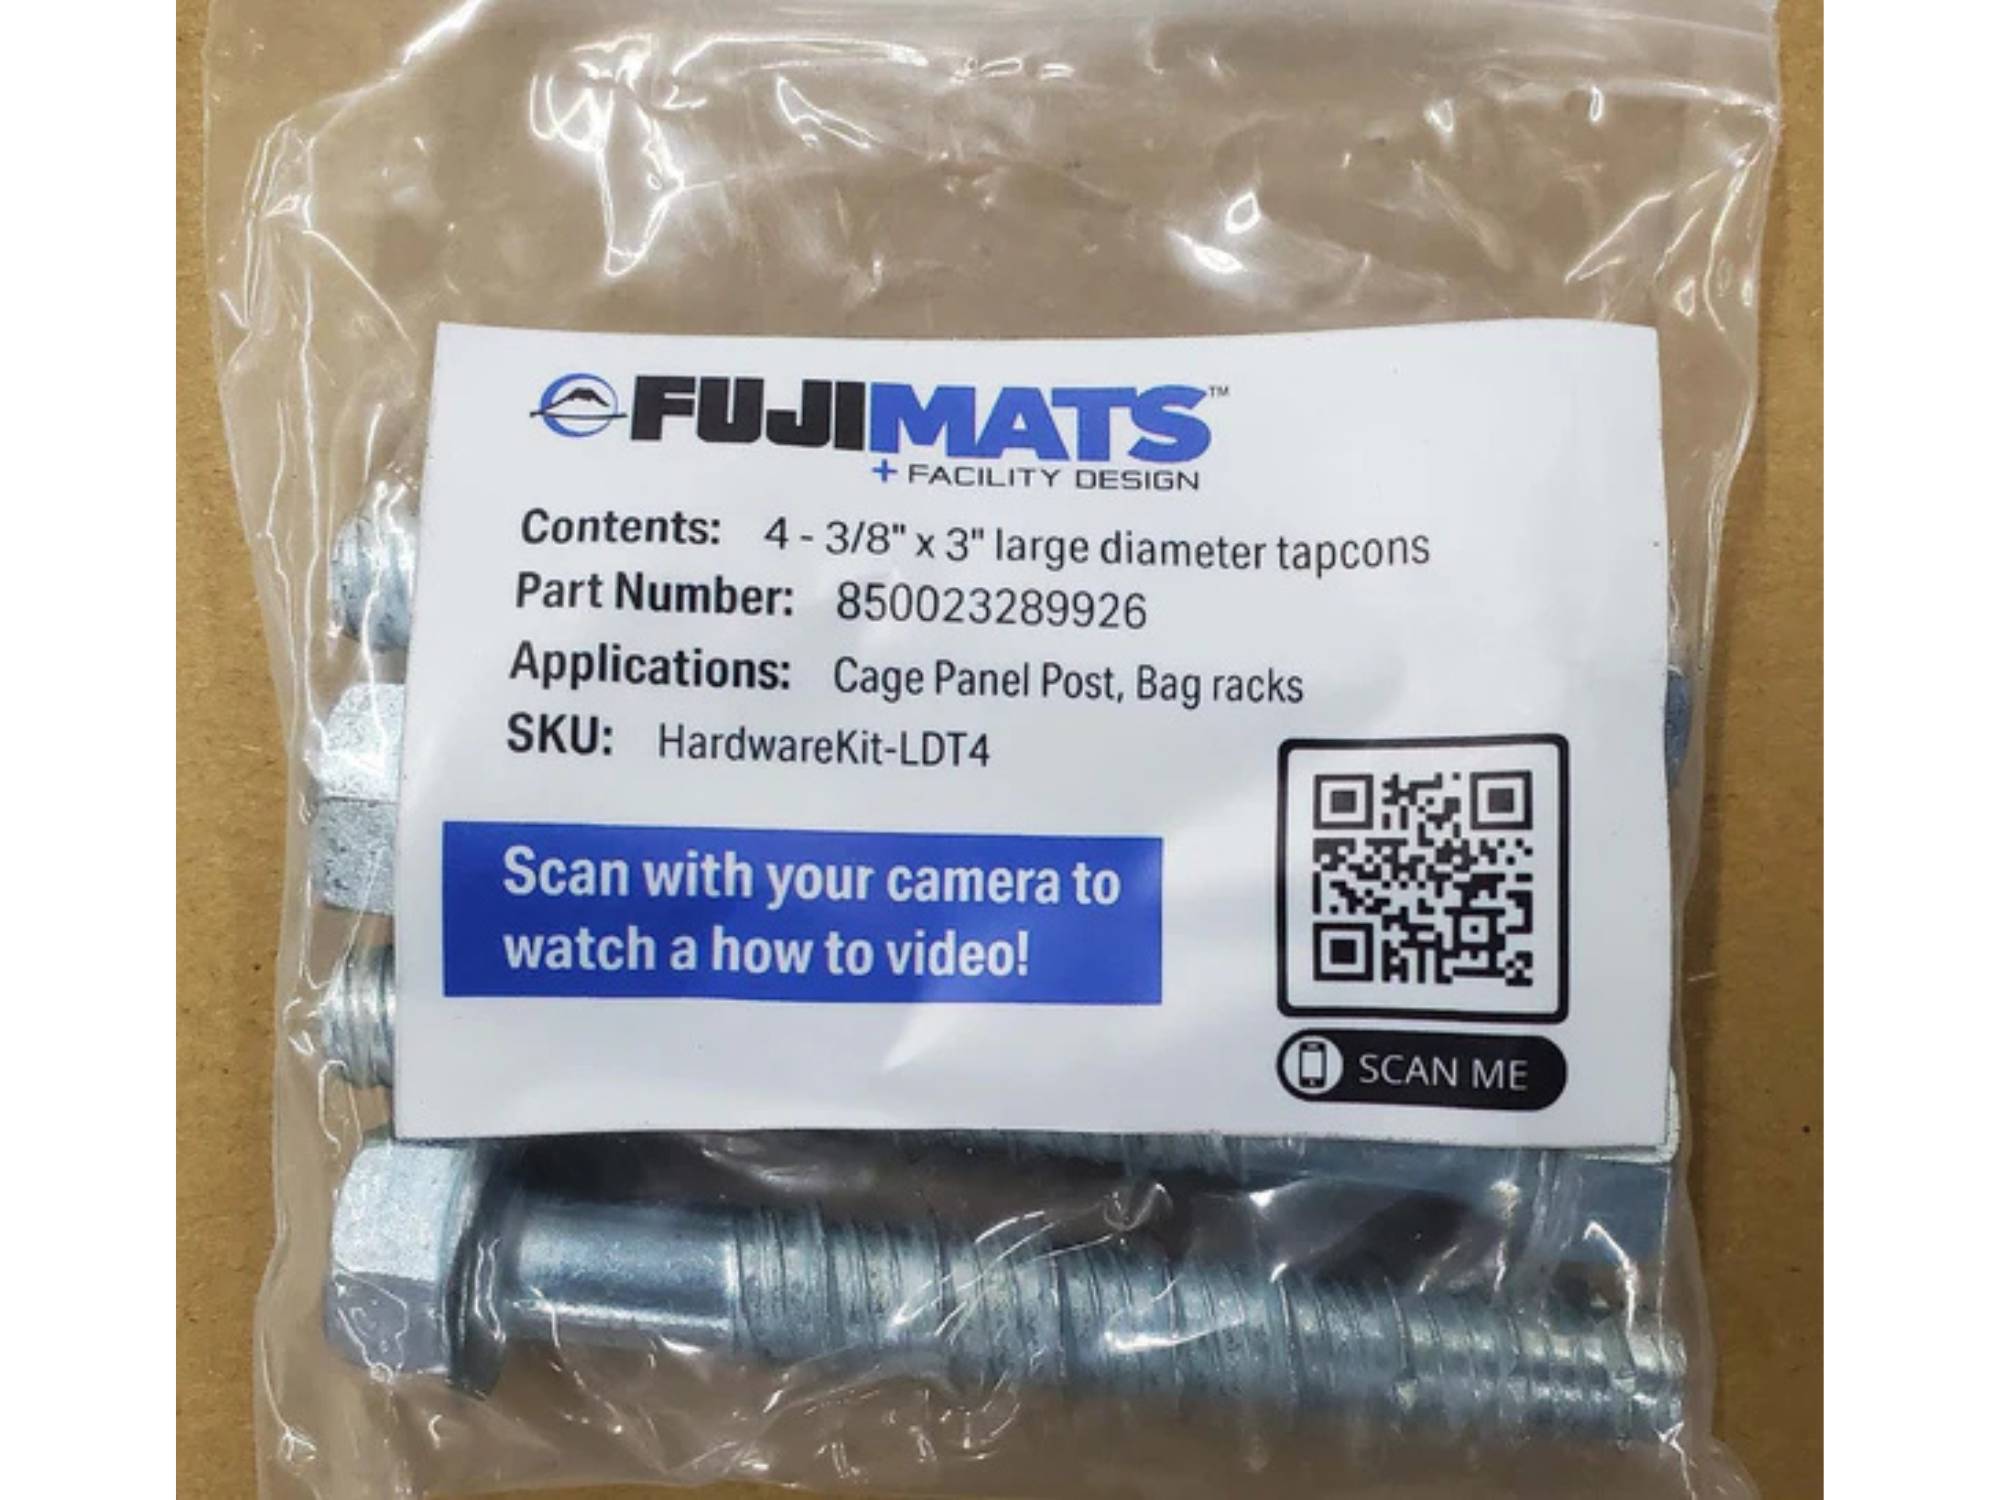 FUJIMATS™
+ FACILITY DESIGN
Contents: 4 - 3/8" x 3" large diameter tapcons
Part Number: 850023289926
Applications: Cage Panel Post, Bag racks
SKU: HardwareKit-LDT4
Scan with your camera to
watch a how to video!
SCAN ME